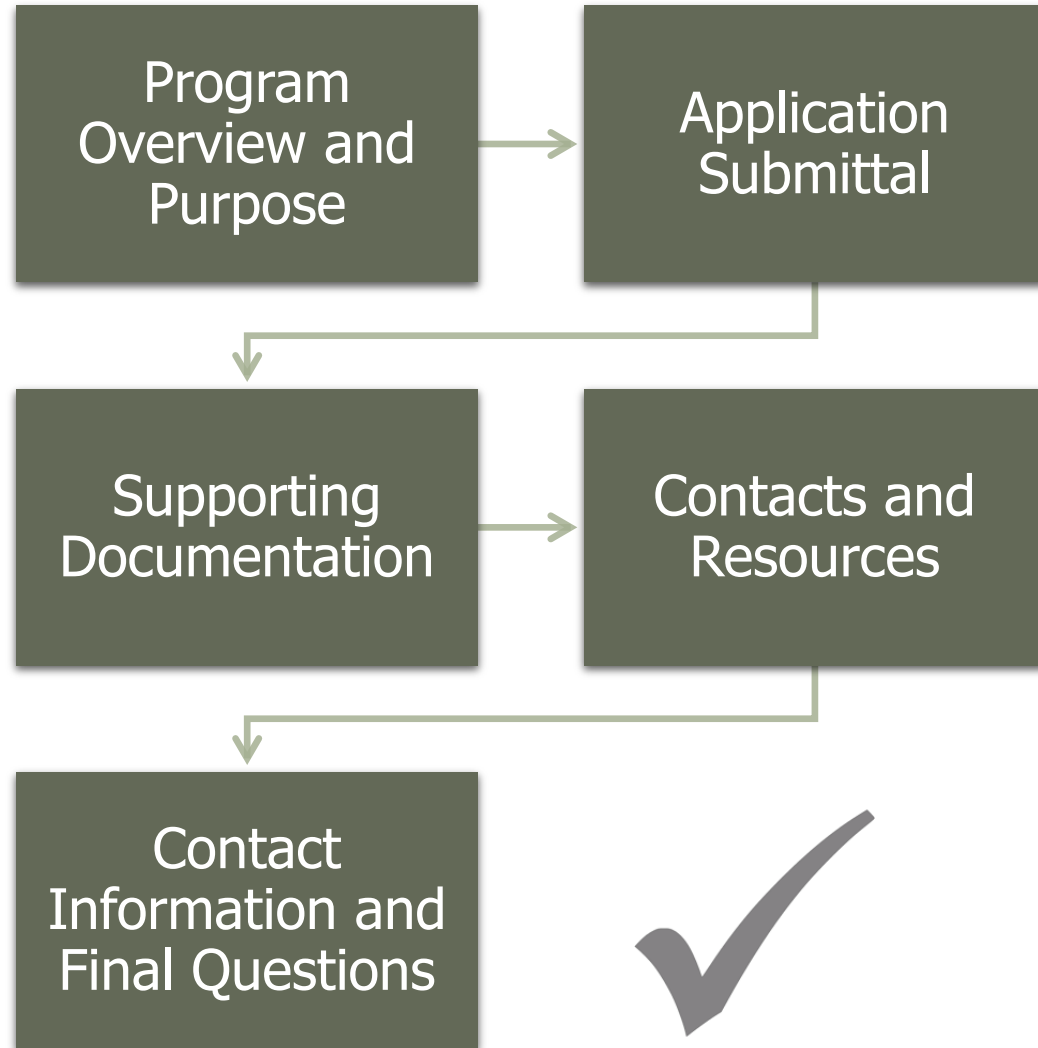 Program
Overview and
Purpose
Application
Submittal
Supporting
Documentation
Contacts and
Resources
Contact
Information and
Final Questions